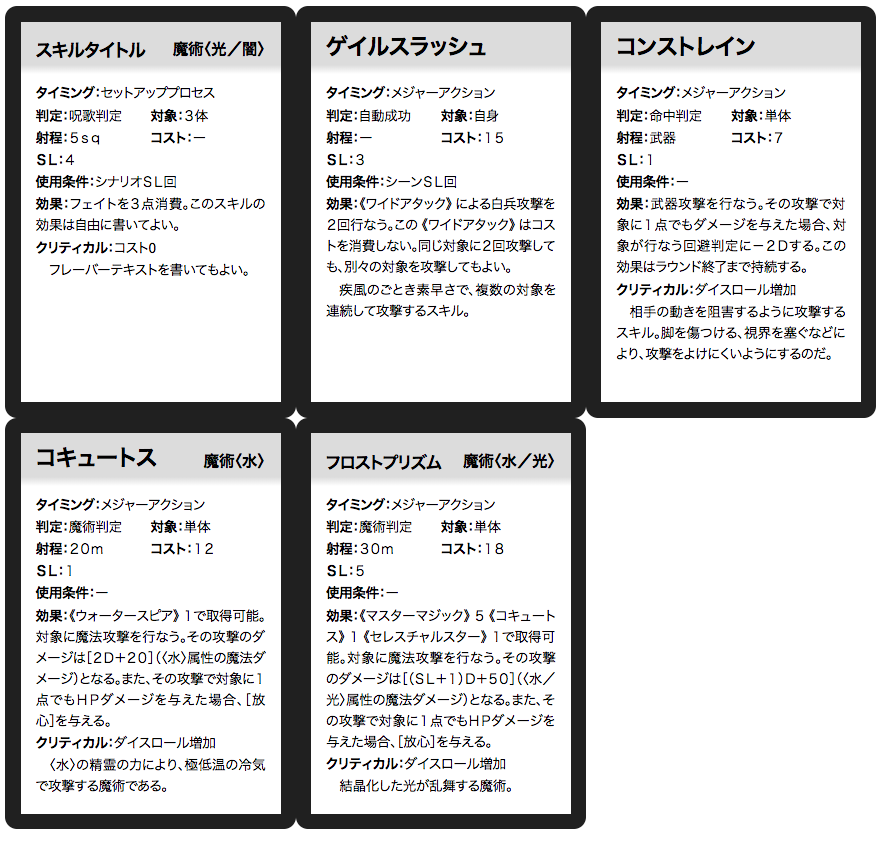 スキルタイトル 魔術〈光／闇〉
タイミング：セットアッププロセス
判定：呪歌判定 対象：３体
射程：５ｓｑ コスト：―
ＳＬ：４
使用条件：シナリオＳＬ回
効果：フェイトを３点消費。このスキルの
効果は自由に書いてよい。
クリティカル：コスト0
フレーバーテキストを書いてもよい。
ゲイルスラッシュ
タイミング：メジャーアクション
判定：自動成功 対象：自身
射程：― コスト：１５
ＳＬ：３
使用条件：シーンＳＬ回
効果：《ワイドアタック》による白兵攻撃を
２回行なう。この《ワイドアタック》はコス
トを消費しない。同じ対象に２回攻撃して
も、別々の対象を攻撃してもよい。
疾風のごとき素早さで、複数の対象を
連続して攻撃するスキル。
コンストレイン
タイミング：メジャーアクション
判定：命中判定 対象：単体
射程：武器 コスト：７
ＳＬ：１
使用条件：―
効果：武器攻撃を行なう。その攻撃で対
象に１点でもダメージを与えた場合、対
象が行なう回避判定に－２Ｄする。この
効果はラウンド終了まで持続する。
クリティカル：ダイスロール増加
相手の動きを阻害するように攻撃する
スキル。脚を傷つける、視界を塞ぐなどに
より、攻撃をよけにくいようにするのだ。
コキュートス 魔術〈水〉
タイミング：メジャーアクション
判定：魔術判定 対象：単体
射程：２０ｍ コスト：１２
ＳＬ：１
使用条件：―
効果：《ウォータースピア》１で取得可能。
対象に魔法攻撃を行なう。その攻撃のダ
メージは［２Ｄ＋２０］（〈水〉属性の魔法ダ
メージ）となる。また、その攻撃で対象に１
点でもＨＰダメージを与えた場合、［放
心］を与える。
クリティカル：ダイスロール増加
〈水〉の精霊の力により、極低温の冷気
で攻撃する魔術である。
フロストプリズム 魔術〈水／光〉
タイミング：メジャーアクション
判定：魔術判定 対象：単体
射程：３０ｍ コスト：１８
ＳＬ：５
使用条件：―
効果：《マスターマジック》５《コキュート
ス》１《セレスチャルスター》１で取得可
能。対象に魔法攻撃を行なう。その攻撃
のダメージは［（ＳＬ＋１）Ｄ＋５０］（〈水／
光〉属性の魔法ダメージ）となる。また、そ
の攻撃で対象に１点でもＨＰダメージを
与えた場合、［放心］を与える。
クリティカル：ダイスロール増加
結晶化した光が乱舞する魔術。